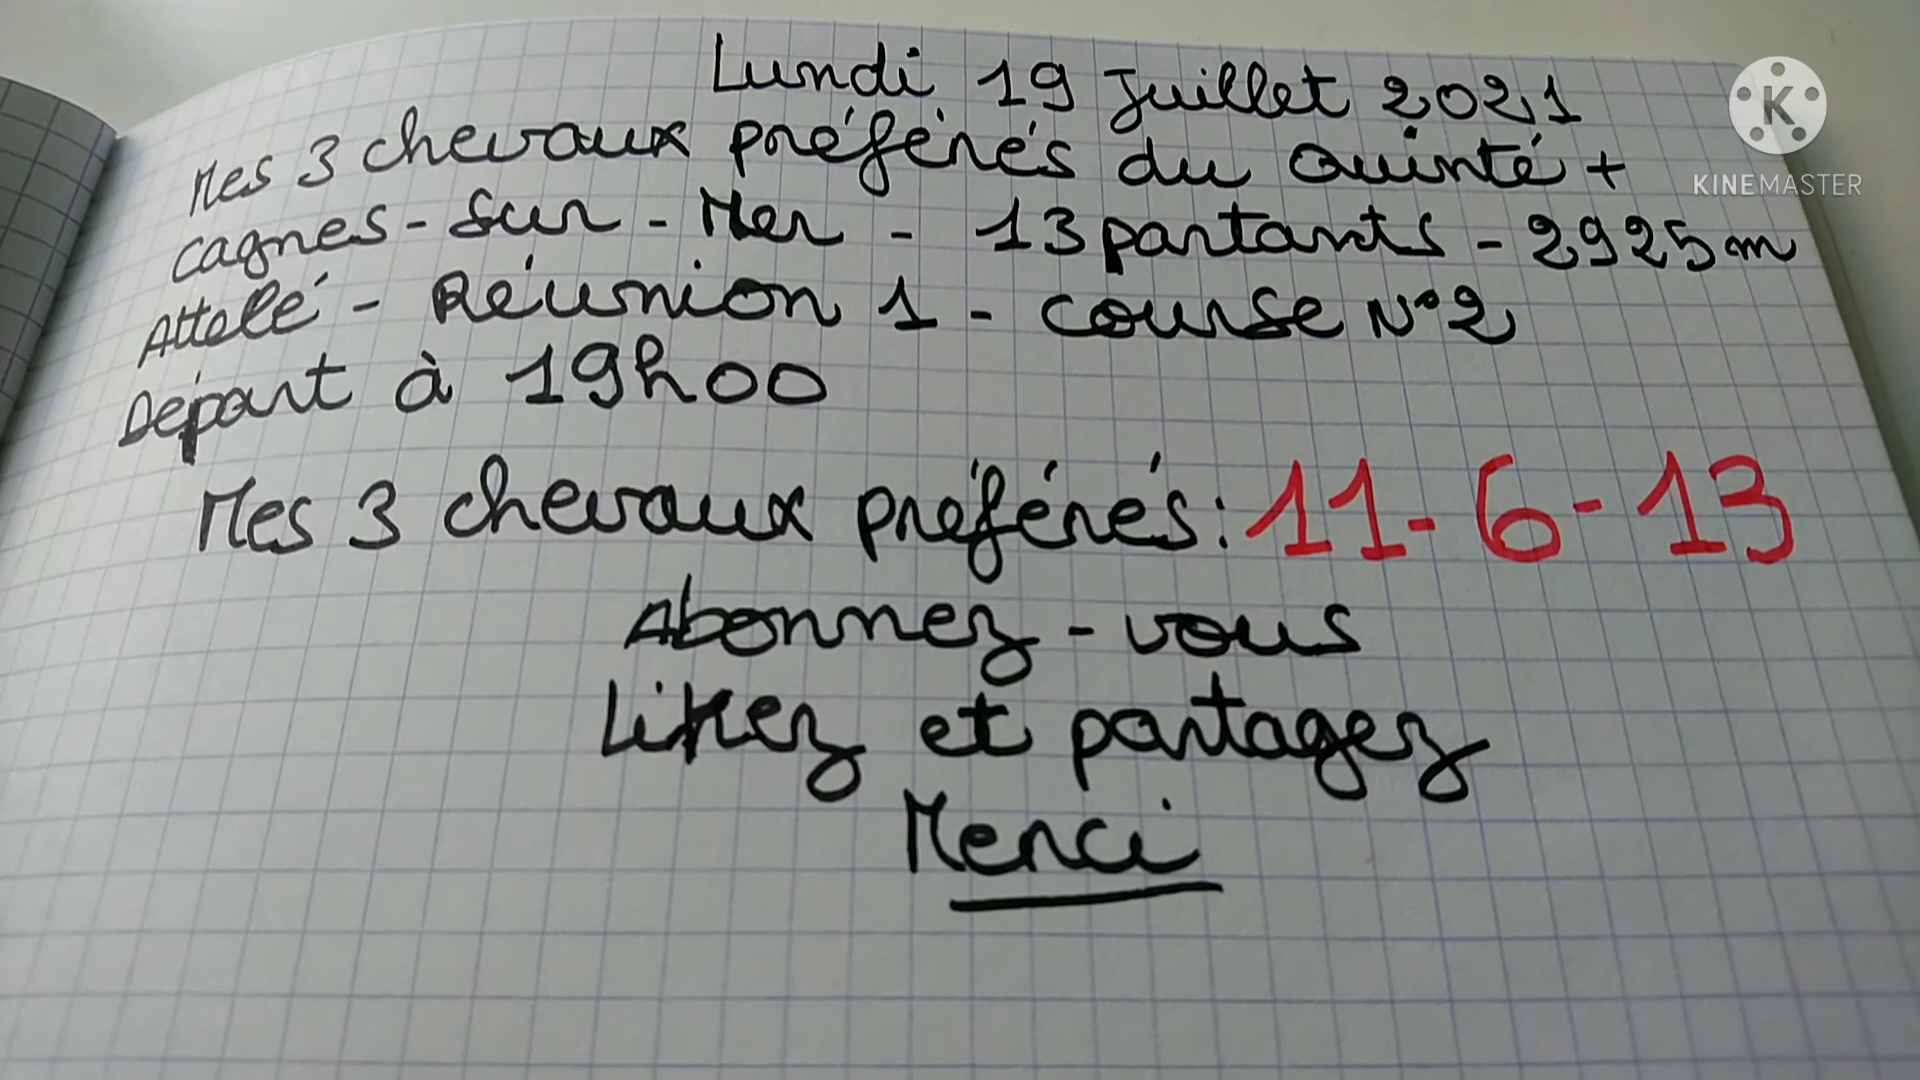 Lundi 19 Juillet 2021
Mes 3 chevaux préférés du Quinté +
Cagnes-sur-Mer - 13 partants - 2925m
Attelé - Réunion 1 - course N°2
Départ à 19h00
Mes 3 chevaux préférés: 11-6-13
Abonnez-vous
Likez et partagez
Merci
K
KINEMASTER